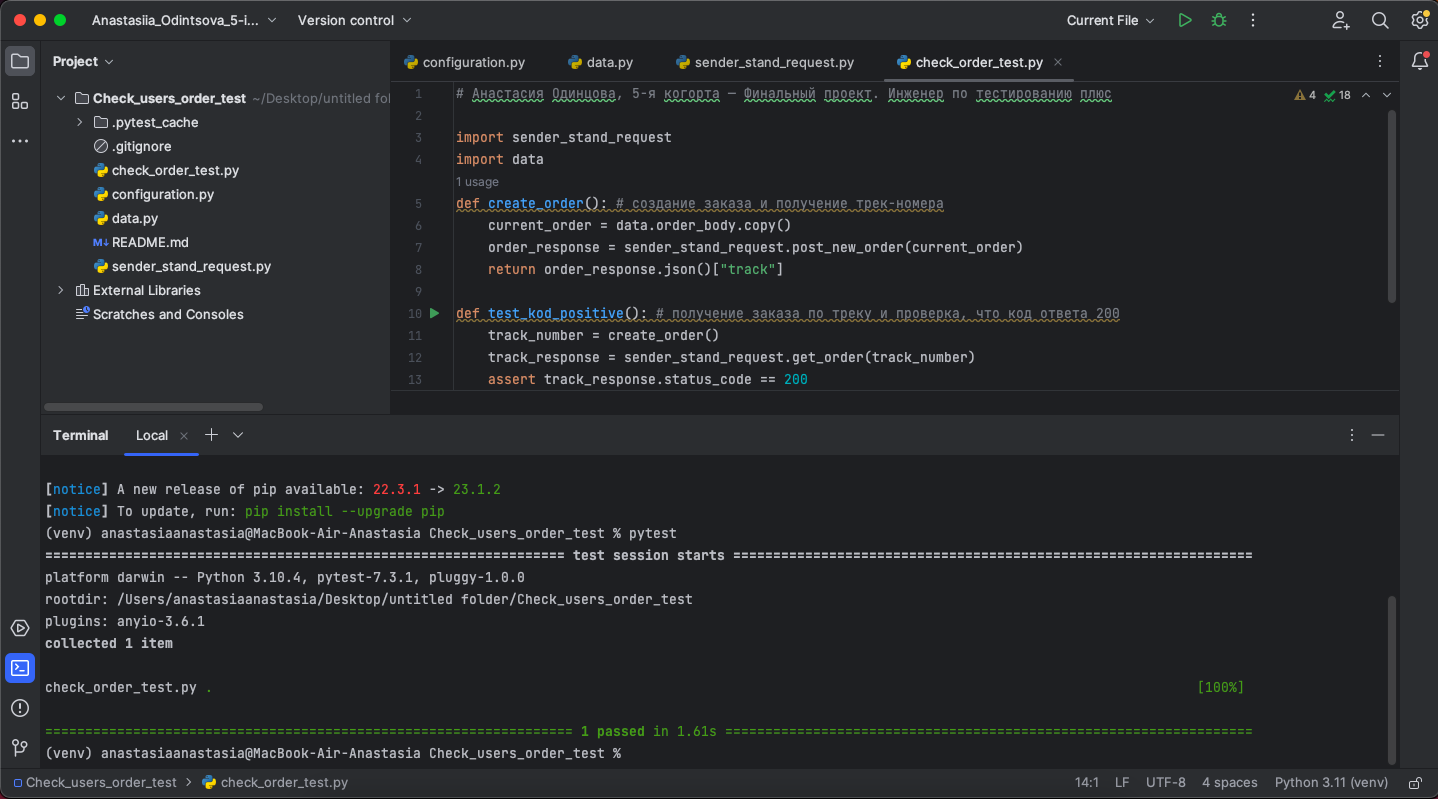 Anastasiia_Odintsova_5-i... Version control Current File
Project
Check_users_order_test ~/Desktop/untitled fol
.pytest_cache
.gitignore
check_order_test.py
configuration.py
data.py
README.md
sender_stand_request.py
External Libraries
Scratches and Consoles
configuration.py data.py sender_stand_request.py check_order_test.py
4 18
1 # Анастасия Одинцова, 5-я когорта — Финальный проект. Инженер по тестированию плюс
2
3 import sender_stand_request
4 import data
1 usage
5 def create_order(): # создание заказа и получение трек-номера
6 current_order = data.order_body.copy()
7 order_response = sender_stand_request.post_new_order(current_order)
8 return order_response.json()["track"]
9
10 def test_kod_positive(): # получение заказа по треку и проверка, что код ответа 200
11 track_number = create_order()
12 track_response = sender_stand_request.get_order(track_number)
13 assert track_response.status_code == 200
Terminal Local
[notice] A new release of pip available: 22.3.1 -> 23.1.2
[notice] To update, run: pip install --upgrade pip
(venv) anastasiaanastasia@MacBook-Air-Anastasia Check_users_order_test % pytest
================================================================= test session starts =================================================================
platform darwin -- Python 3.10.4, pytest-7.3.1, pluggy-1.0.0
rootdir: /Users/anastasiaanastasia/Desktop/untitled folder/Check_users_order_test
plugins: anyio-3.6.1
collected 1 item
check_order_test.py . [100%]
================================================================== 1 passed in 1.61s ==================================================================
(venv) anastasiaanastasia@MacBook-Air-Anastasia Check_users_order_test %
Check_users_order_test > check_order_test.py 14:1 LF UTF-8 4 spaces Python 3.11 (venv)